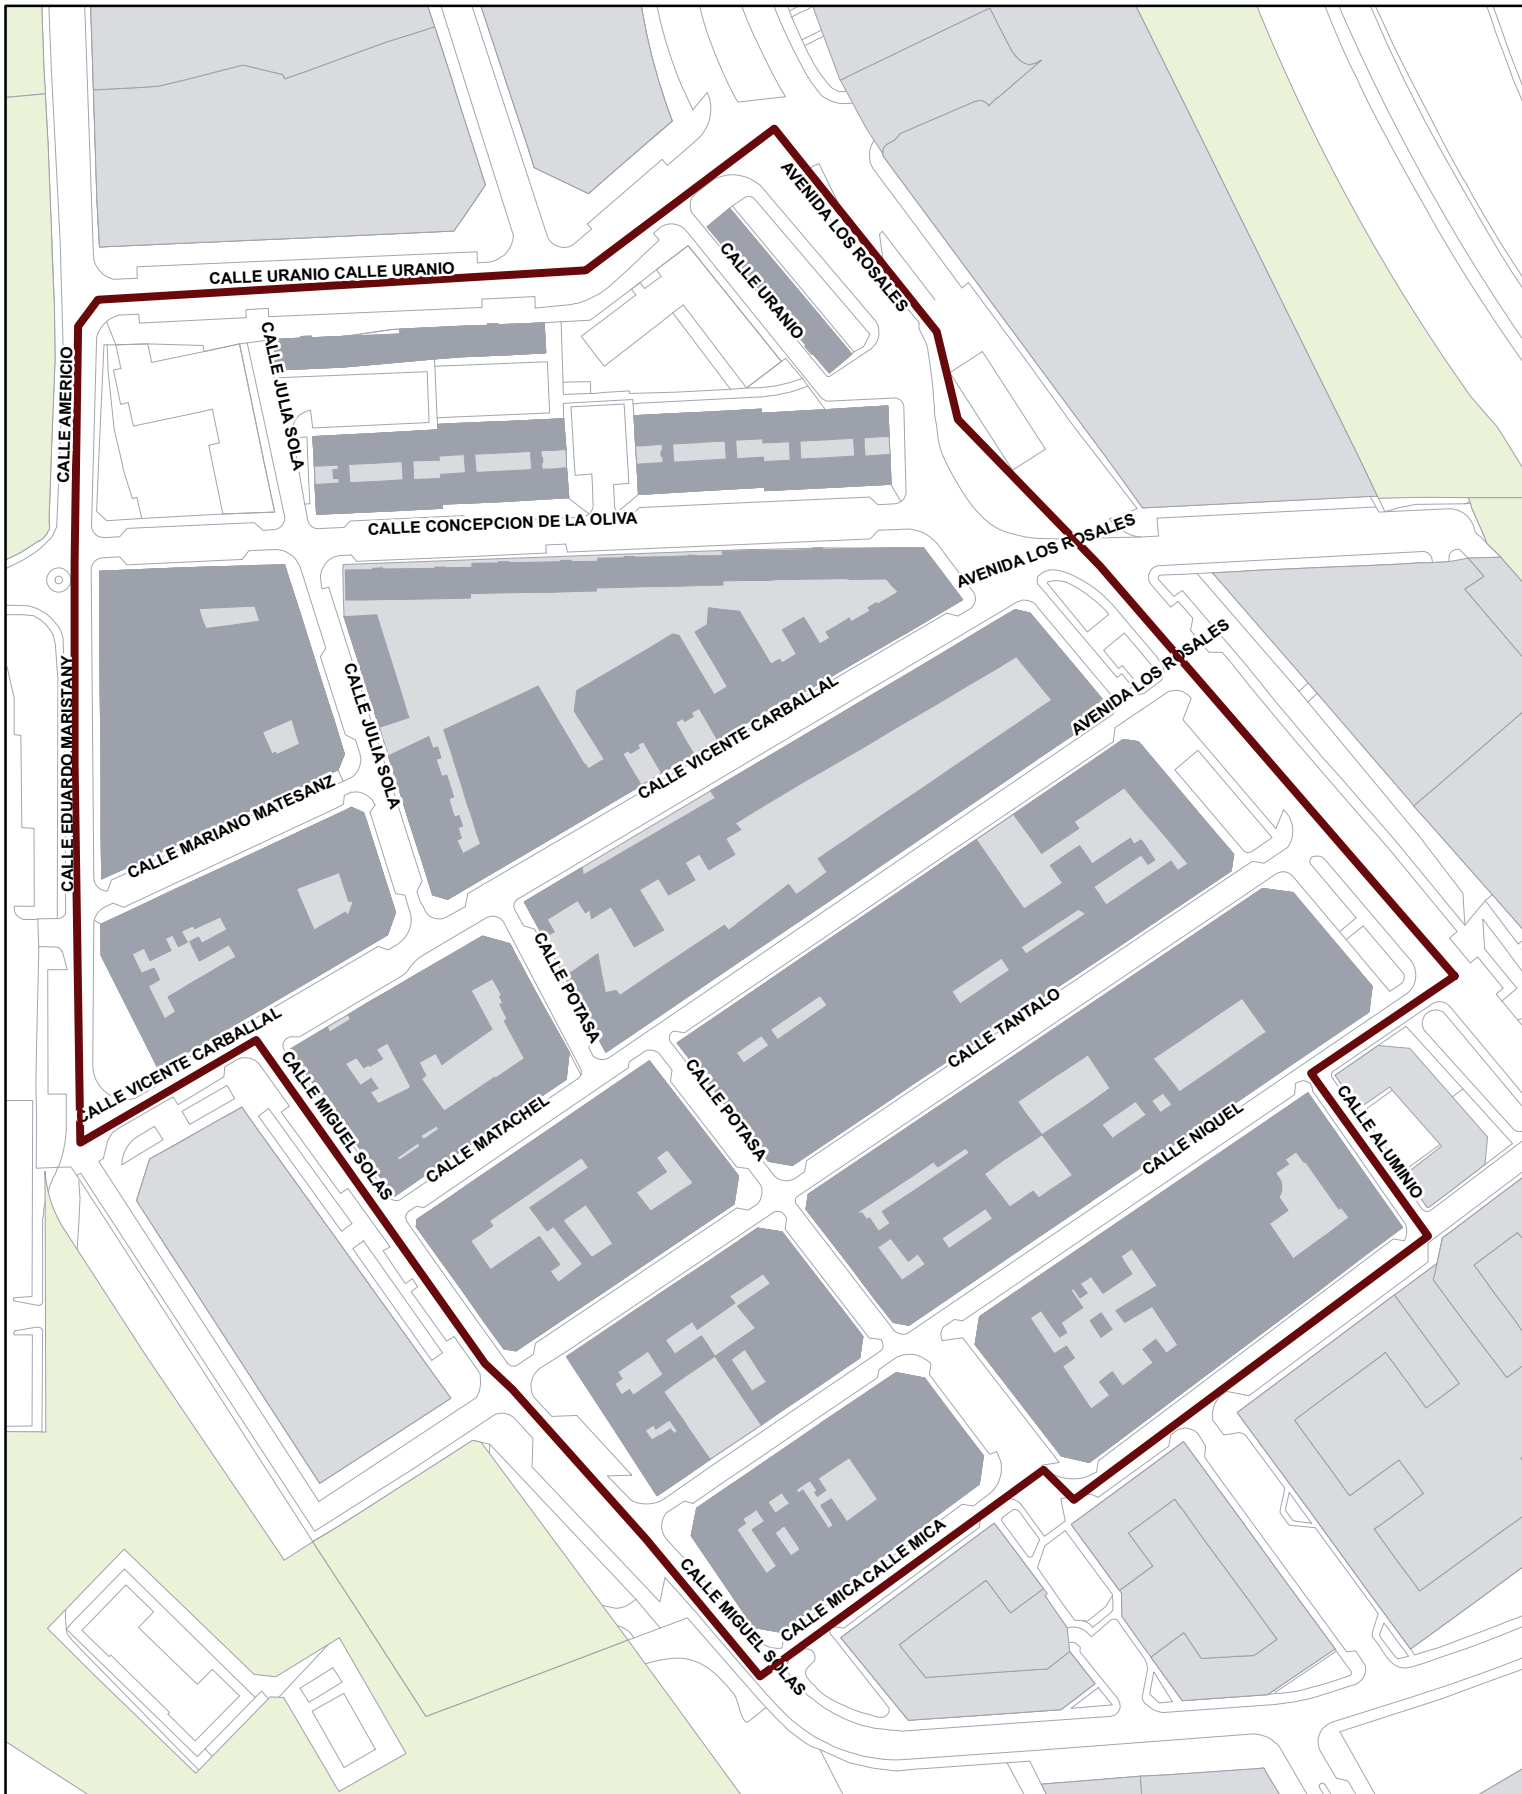 AVENIDA LOS ROSALES
CALLE URANIO CALLE URANIO
CALLE URANIO
CALLE JULIA SOLA
CALLE AMERICIO
CALLE CONCEPCION DE LA OLIVA
AVENIDA LOS ROSALES
AVENIDA LOS ROSALES
CALLE EDUARDO MARISTANY
CALLE JULIA SOLA
CALLE VICENTE CARBALLAL
CALLE MARIANO MATESANZ
CALLE POTASA
CALLE TANTALO
CALLE VICENTE CARBALLAL
CALLE MIGUEL SOLAS
CALLE MATACHEL
CALLE POTASA
CALLE NIQUEL
CALLE ALUMINIO
CALLE MICA CALLE MICA
CALLE MIGUEL SOLAS